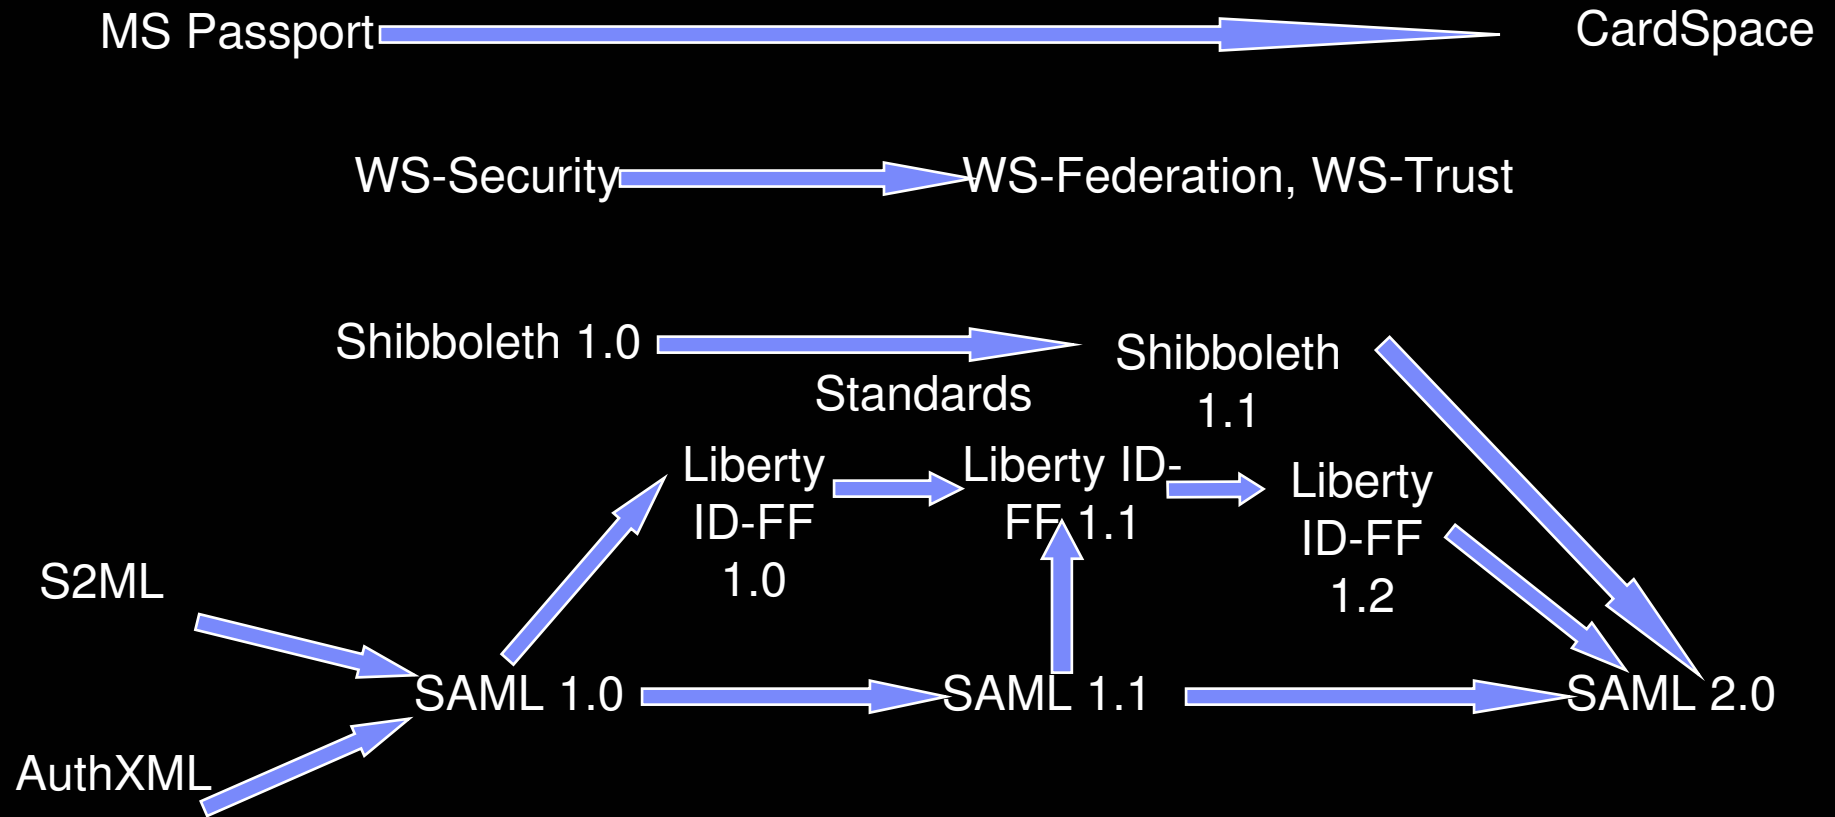 MS Passport
CardSpace
WS-Security
WS-Federation, WS-Trust
Shibboleth 1.0
Shibboleth
1.1
Standards
Liberty
ID-FF
1.0
Liberty ID-
FF 1.1
Liberty
ID-FF
1.2
S2ML
SAML 1.0
SAML 1.1
SAML 2.0
AuthXML